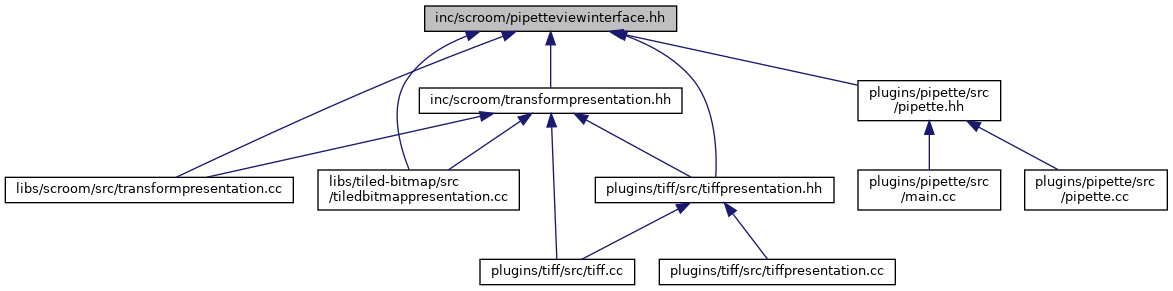 inc/scroom/pipetteviewinterface.hh
inc/scroom/transformpresentation.hh
plugins/pipette/src
/pipette.hh
libs/scroom/src/transformpresentation.cc
libs/tiled-bitmap/src
/tiledbitmappresentation.cc
plugins/tiff/src/tiffpresentation.hh
plugins/pipette/src
/main.cc
plugins/pipette/src
/pipette.cc
plugins/tiff/src/tiff.cc
plugins/tiff/src/tiffpresentation.cc